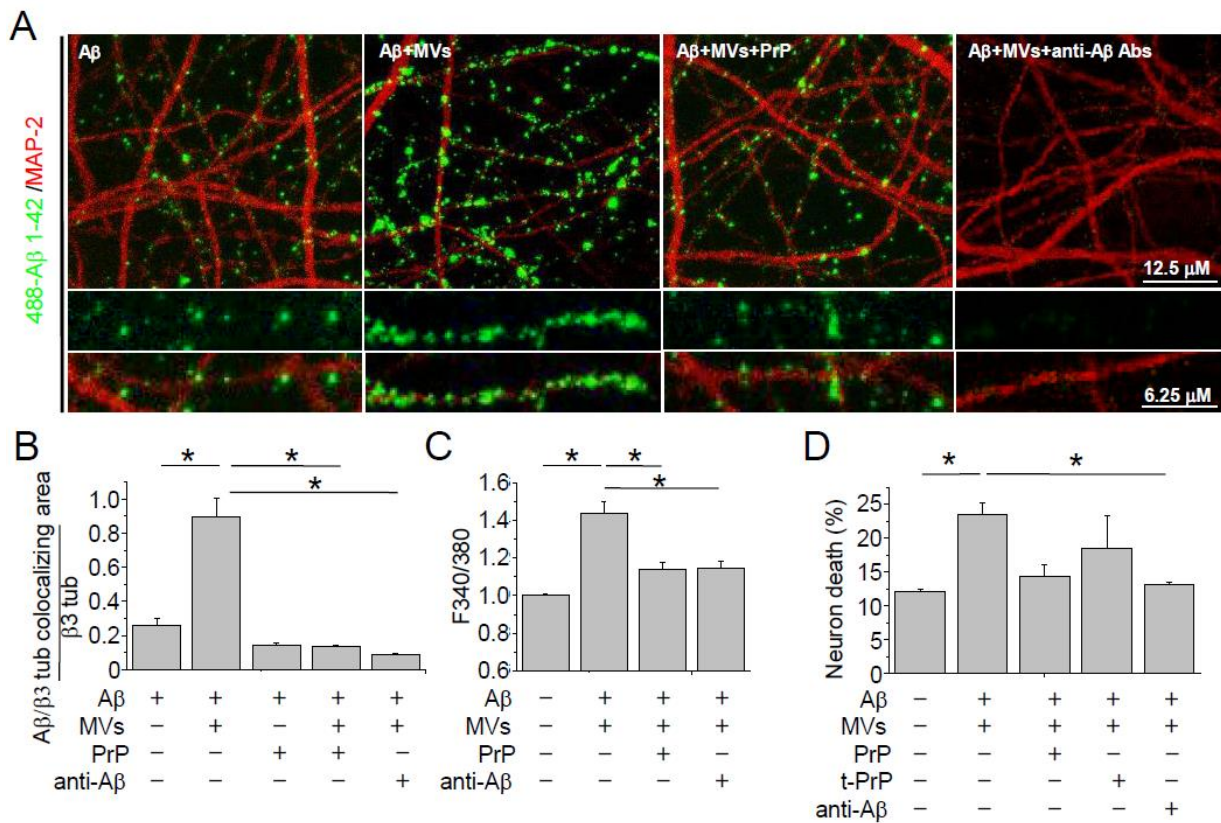 A
488-Aβ 1-42 /MAP-2
Aβ
Aβ+MVs
Aβ+MVs+PrP
Aβ+MVs+anti-Aβ Abs
12.5 µM
6.25 µM
B
Aβ/β3 tub colocalizing area
β3 tub
1.0
0.8
0.6
0.4
0.2
0
* * *
Aβ + + + + +
MVs − + − + +
PrP − − + + −
anti-Aβ − − − − +
C
F340/380
1.6
1.4
1.2
1.0
0.8
0.6
* * *
Aβ − + + +
MVs − + + +
PrP − − + −
anti-Aβ − − − +
D
Neuron death (%)
25
20
15
10
5
0
* *
Aβ − + + + +
MVs − + + + +
PrP − − + − −
t-PrP − − − + −
anti-Aβ − − − − +